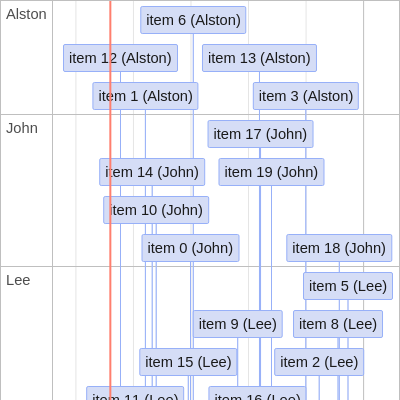 Alston
item 6 (Alston)
item 12 (Alston)
item 13 (Alston)
item 1 (Alston)
item 3 (Alston)
John
item 17 (John)
item 14 (John)
item 19 (John)
item 10 (John)
item 0 (John)
item 18 (John)
Lee
item 5 (Lee)
item 9 (Lee)
item 8 (Lee)
item 15 (Lee)
item 2 (Lee)
item 11 (Lee)
item 16 (Lee)